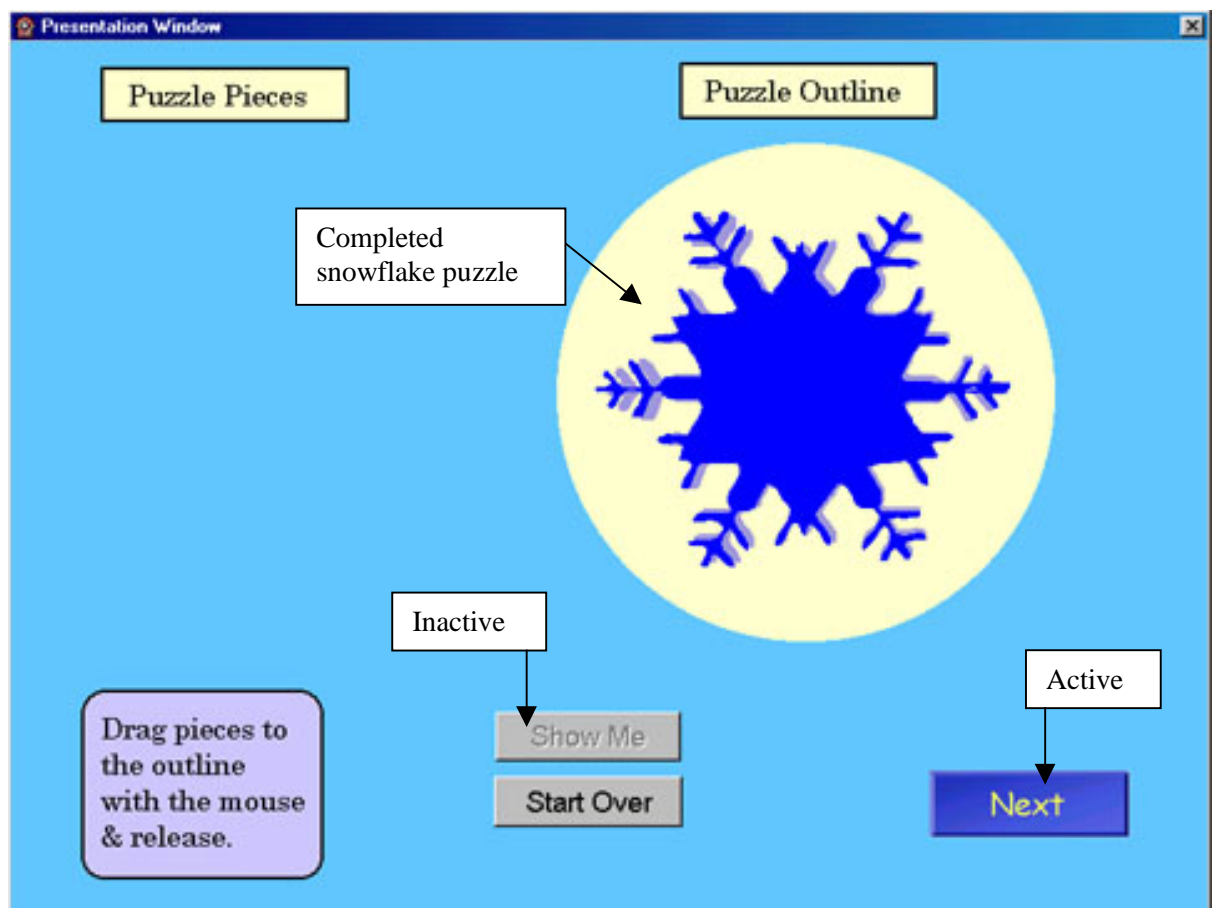 Presentation Window
Puzzle Pieces
Puzzle Outline
Completed
snowflake puzzle
Inactive
Active
Drag pieces to
the outline
with the mouse
& release.
Show Me
Start Over
Next